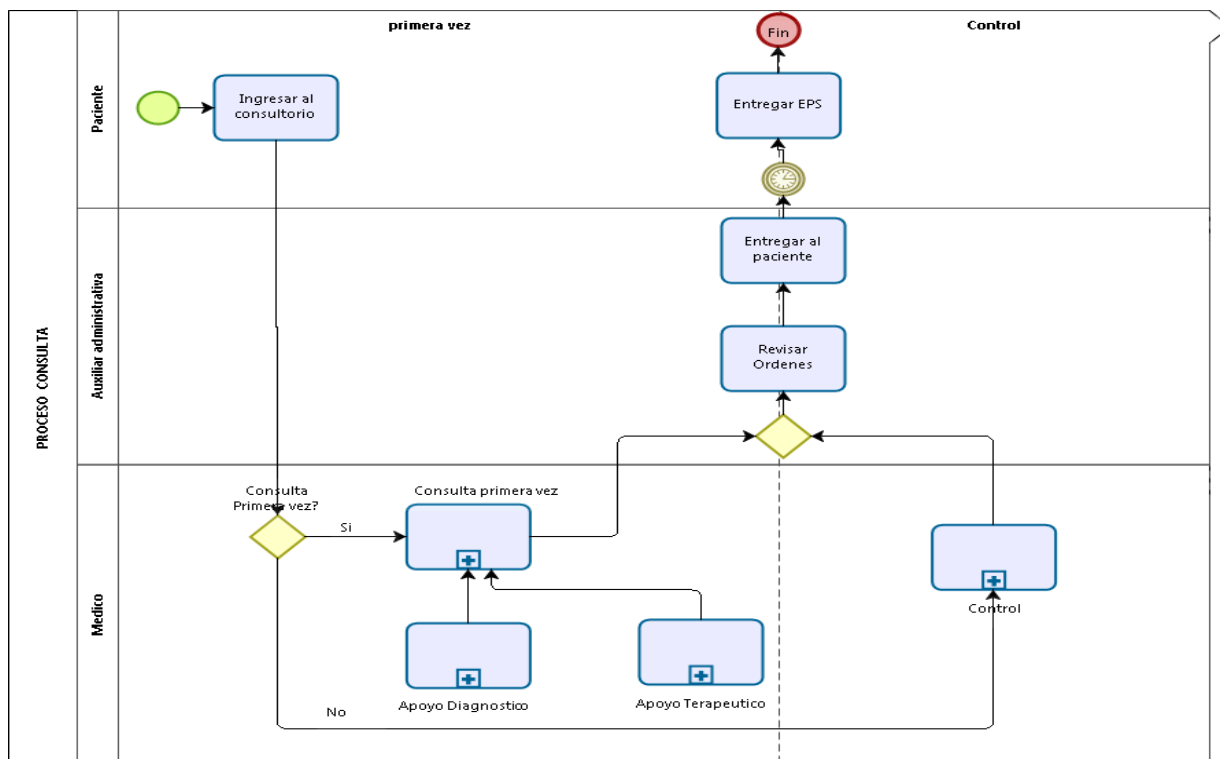 primera vez
Control
PROCESO CONSULTA
Paciente
Ingresar al
consultorio
Fin
Entregar EPS
Auxiliar administrativa
Entregar al
paciente
Revisar
Ordenes
Medico
Consulta
Primera vez?
Si
Consulta primera vez
Control
Apoyo Diagnostico
Apoyo Terapeutico
No